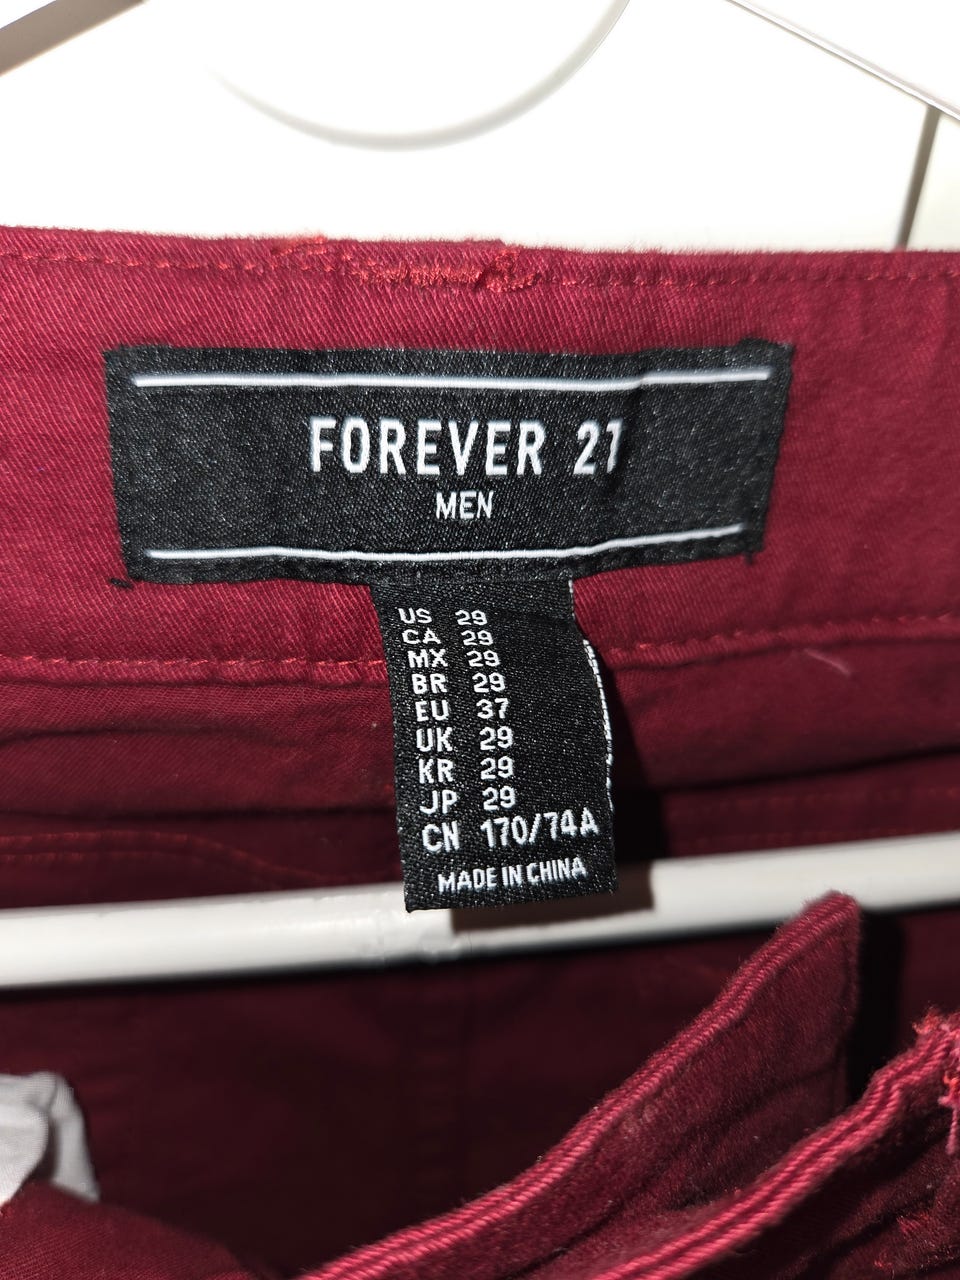 FOREVER 21
MEN
US 29
CA 29
MX 29
BR 29
EU 37
UK 29
KR 29
JP 29
CN 170/74A
MADE IN CHINA